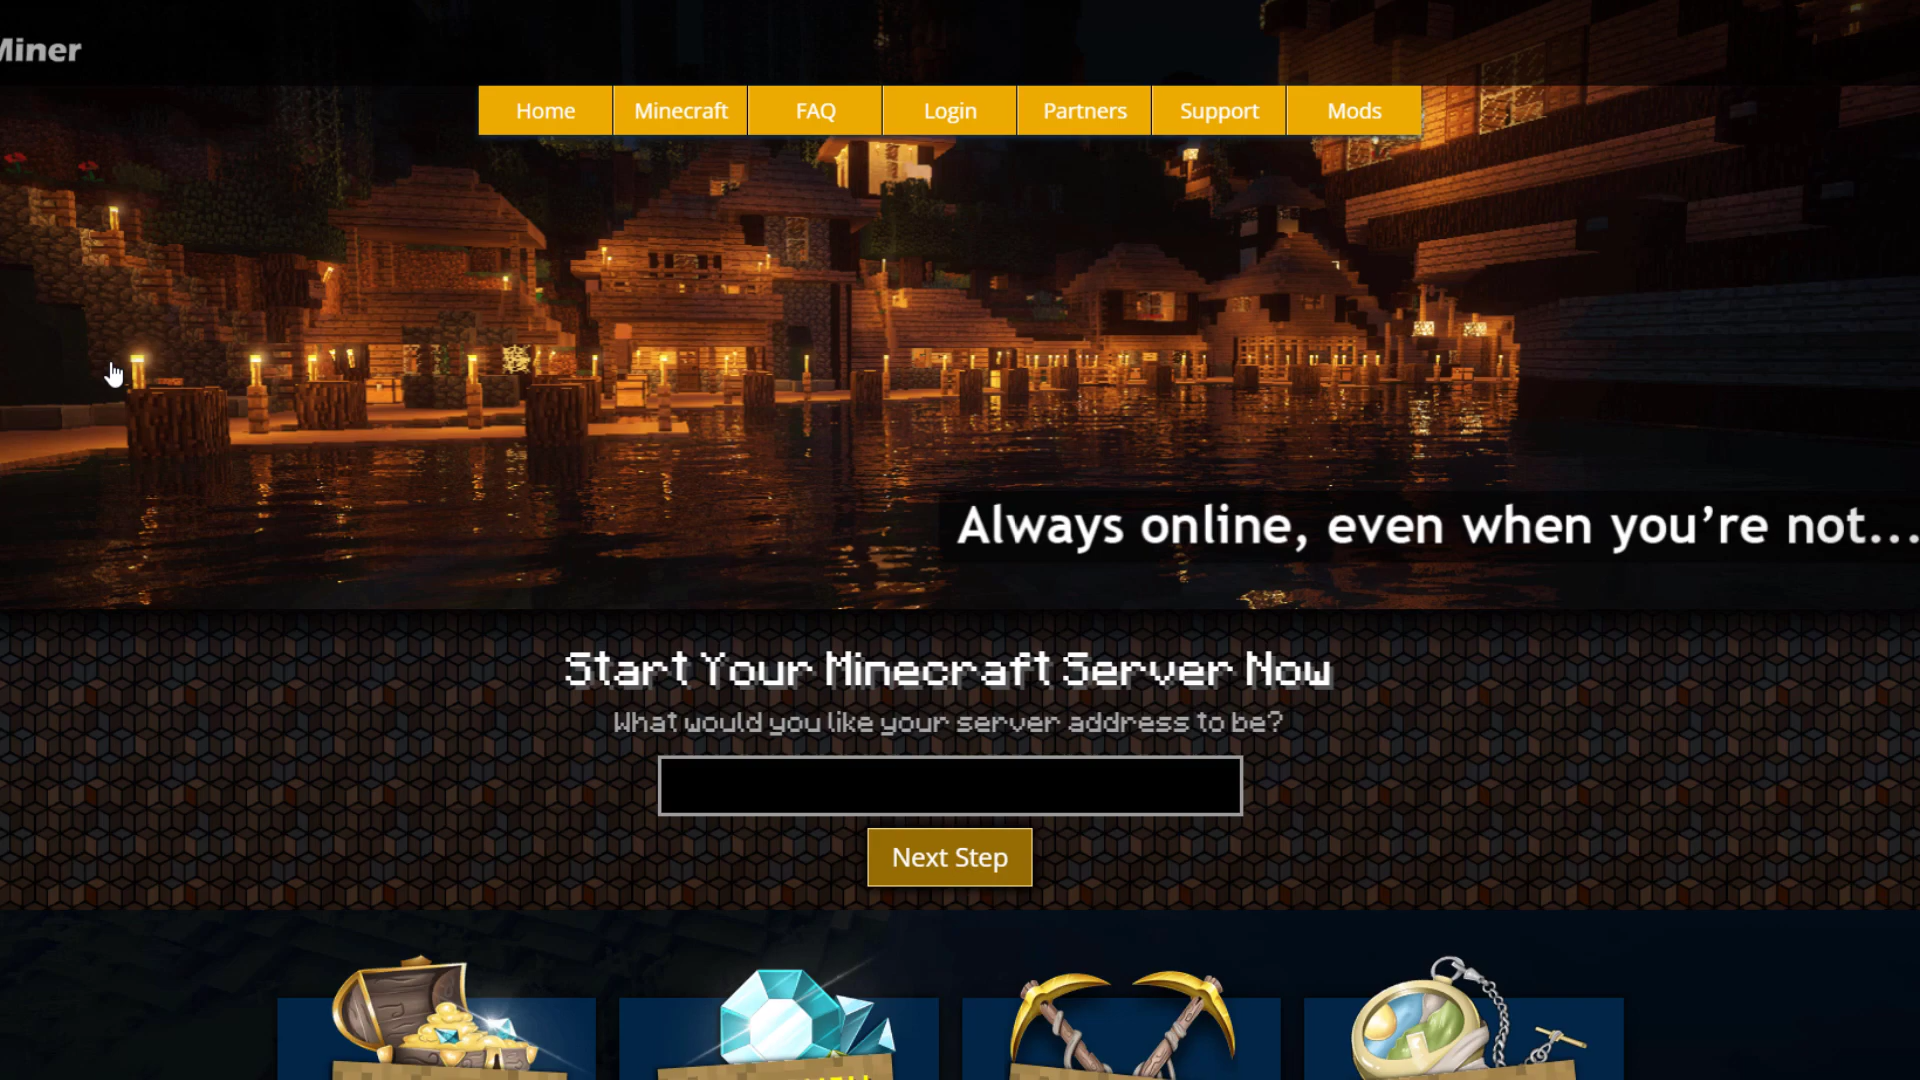 Miner
Home Minecraft FAQ Login Partners Support Mods
Always online, even when you're not...
Start Your Minecraft Server Now
What would you like your server address to be?
Next Step